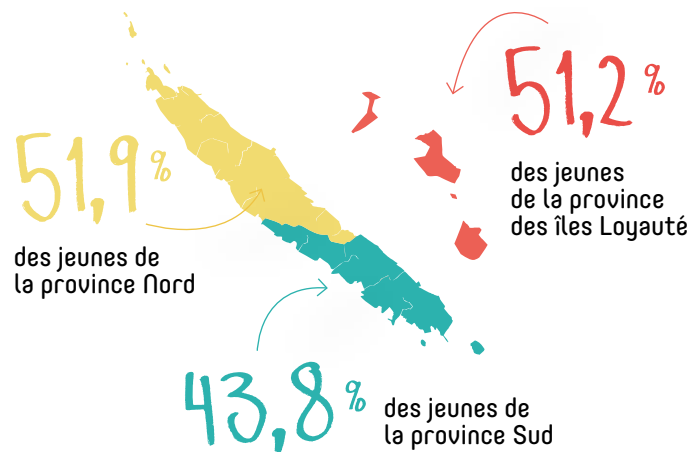 51,2 %
des jeunes
de la province
des îles Loyauté
51,9 %
des jeunes de
la province Nord
43,8 %
des jeunes de
la province Sud